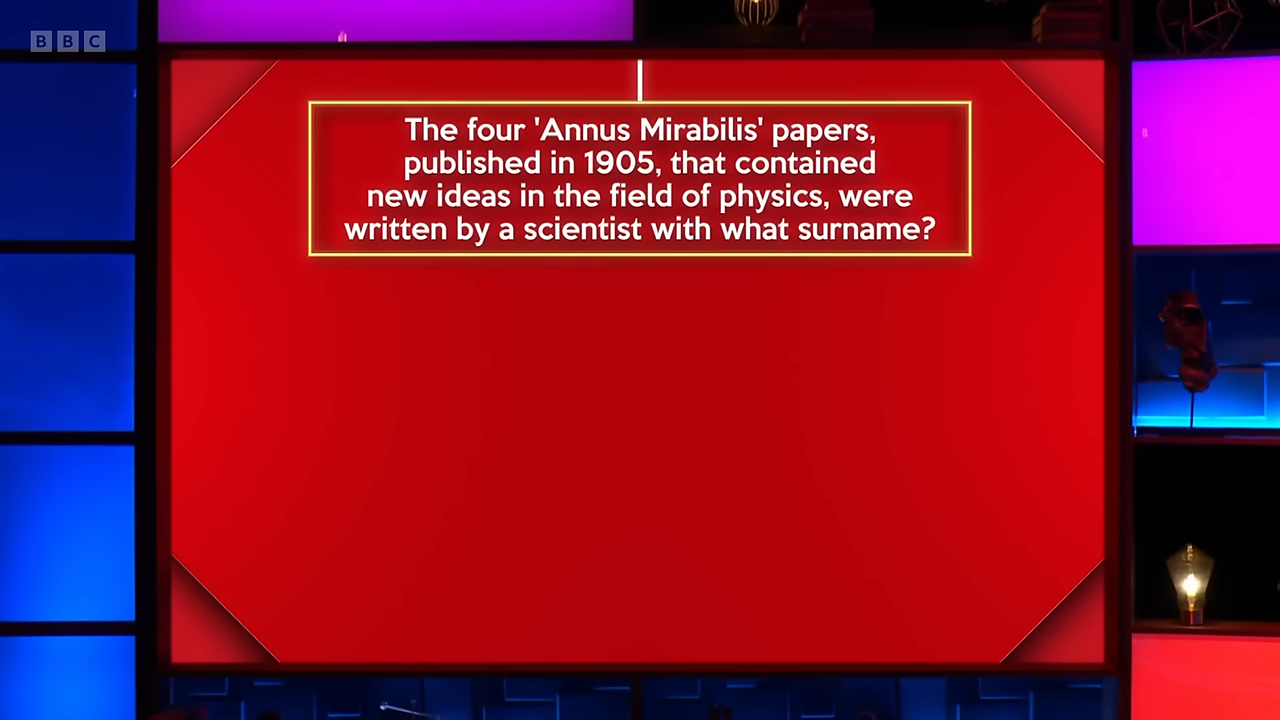 BBC
The four 'Annus Mirabilis' papers,
published in 1905, that contained
new ideas in the field of physics, were
written by a scientist with what surname?